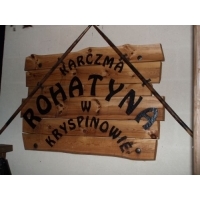 KARCZMA
ROHATYNA
W
KRYSPINOWIE